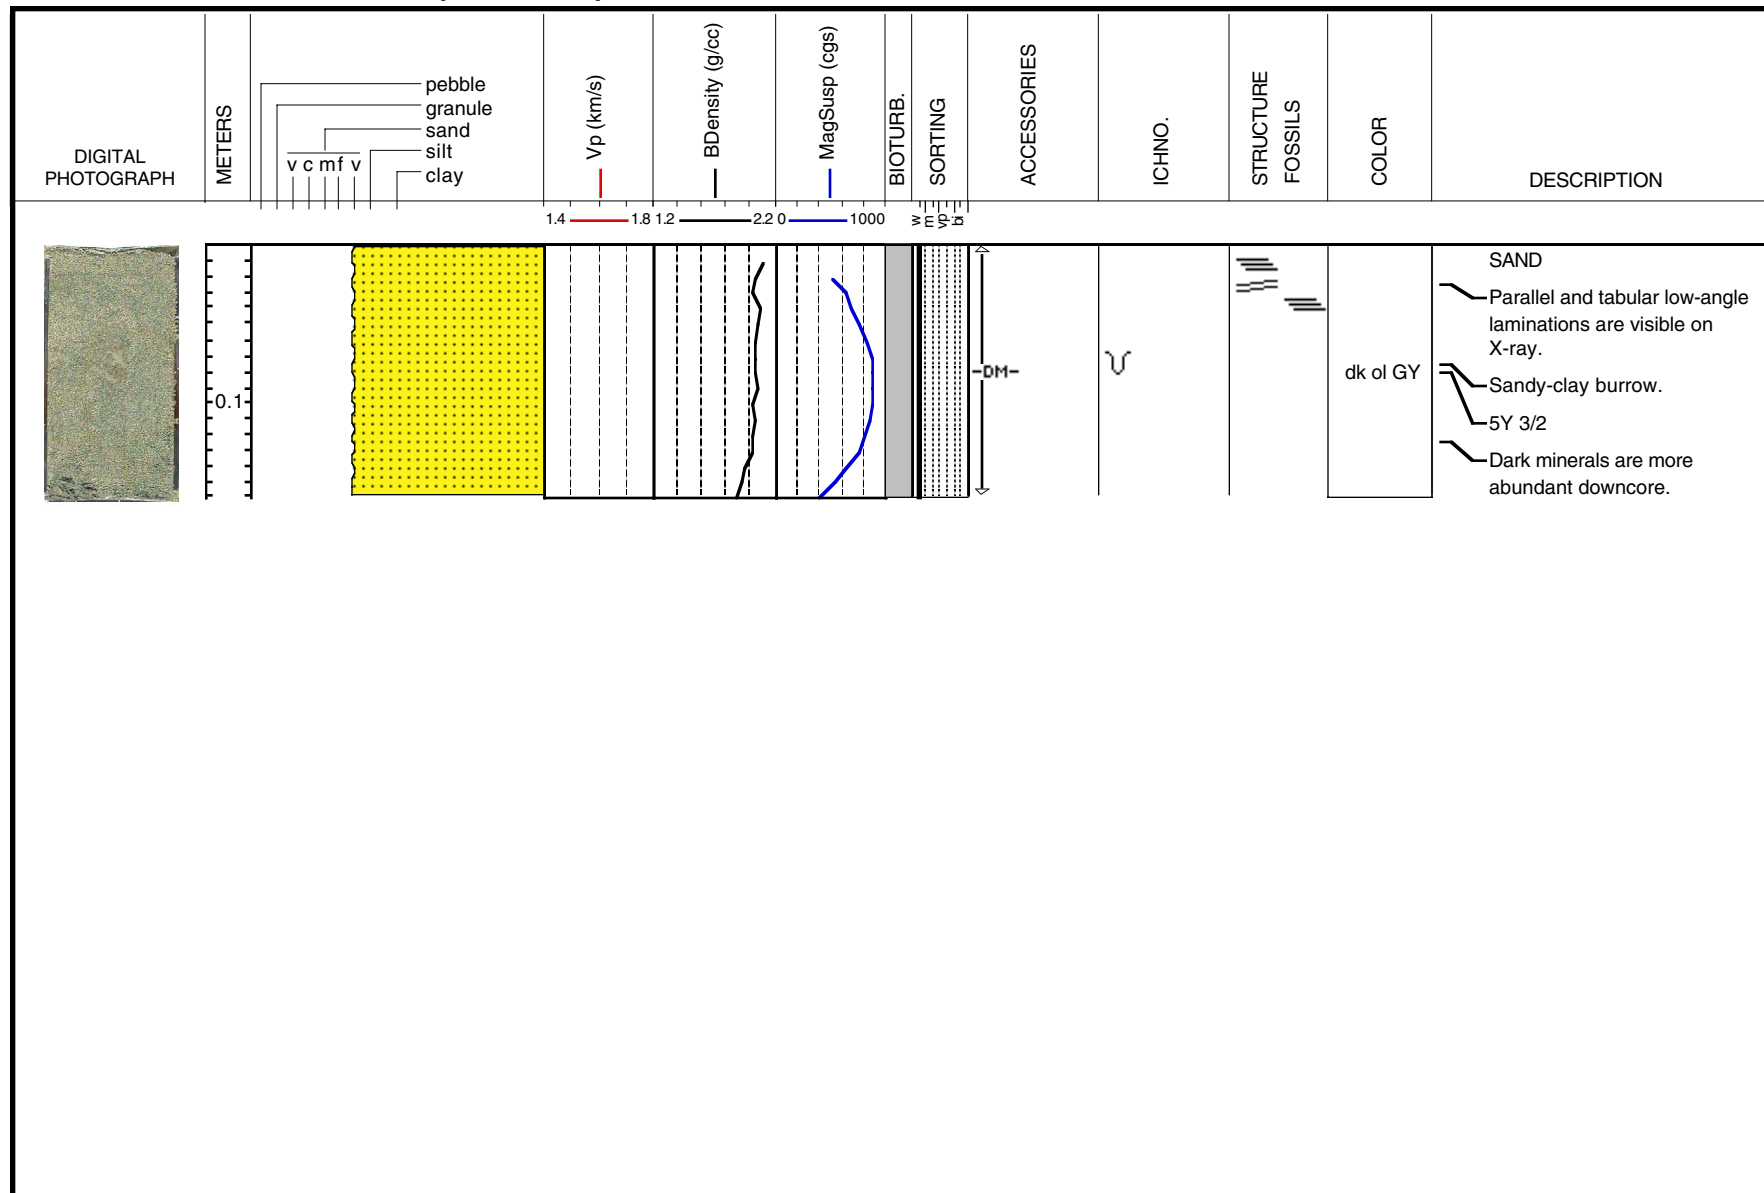 DIGITAL
PHOTOGRAPH
METERS
pebble
granule
sand
silt
clay
v c m f v
Vp (km/s)
BDensity (g/cc)
MagSusp (cgs)
BIOTURB.
SORTING
ACCESSORIES
ICHNO.
STRUCTURE
FOSSILS
COLOR
DESCRIPTION
1.4 1.8 1.2 2.2 0 1000
w
m
vp
bi
0.1
-DM-
dk ol GY
SAND
Parallel and tabular low-angle
laminations are visible on
X-ray.
Sandy-clay burrow.
5Y 3/2
Dark minerals are more
abundant downcore.